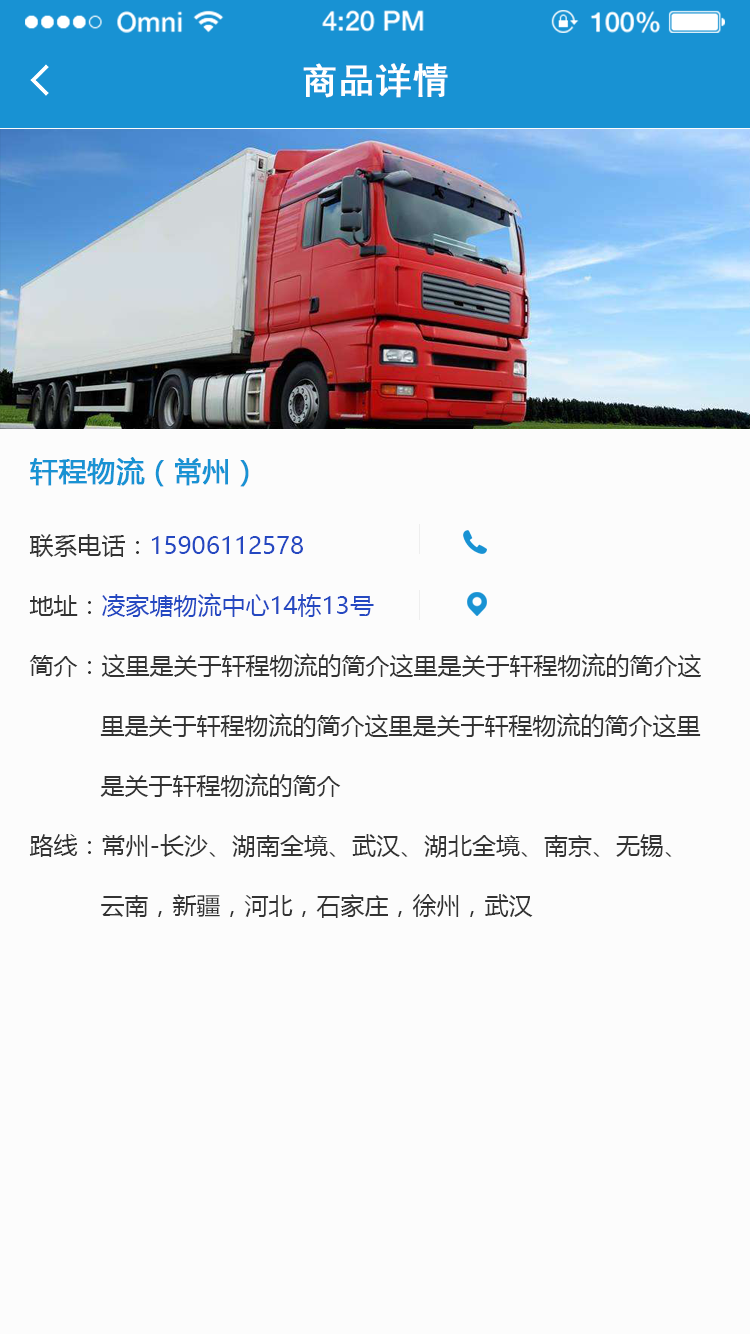 Omni 4:20 PM 100%
商品详情
轩程物流（常州）
联系电话：15906112578
地址：凌家塘物流中心14栋13号
简介：这里是关于轩程物流的简介这里是关于轩程物流的简介这
里是关于轩程物流的简介这里是关于轩程物流的简介这里
是关于轩程物流的简介
路线：常州-长沙、湖南全境、武汉、湖北全境、南京、无锡、
云南，新疆，河北，石家庄，徐州，武汉